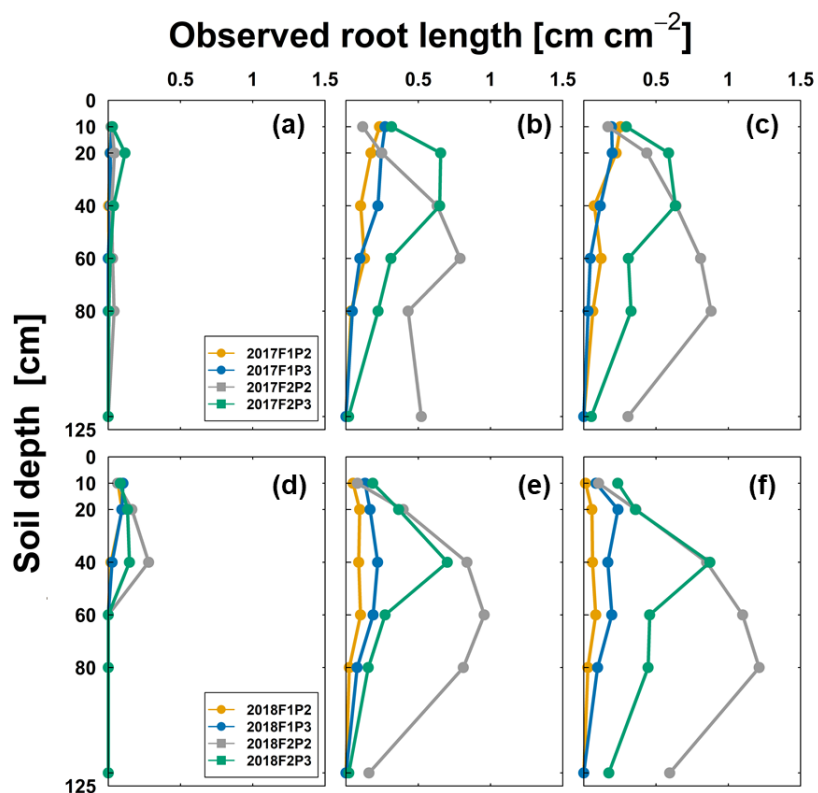 Observed root length [cm cm−2]
0.5 1 1.5 0.5 1 1.5 0.5 1 1.5
0
10
20
40
60
80
125
(a)
(b)
(c)
2017F1P2
2017F1P3
2017F2P2
2017F2P3
Soil depth [cm]
0
10
20
40
60
80
125
(d)
(e)
(f)
2018F1P2
2018F1P3
2018F2P2
2018F2P3